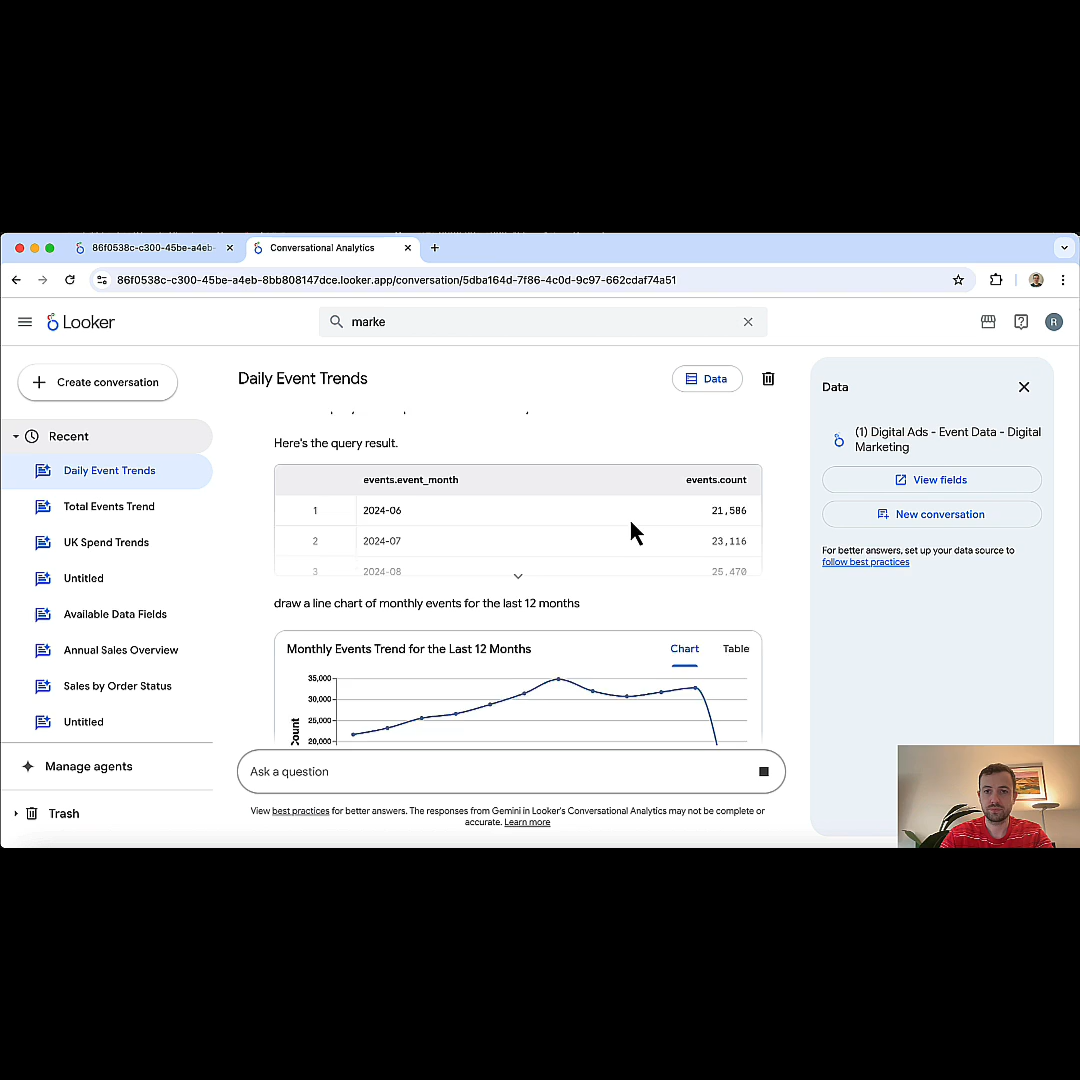 86f0538c-c300-45be-a4eb-
Conversational Analytics
86f0538c-c300-45be-a4eb-8bb808147dce.looker.app/conversation/5dba164d-7f86-4c0d-9c97-662cdaf74a51
Looker
marke
R
Create conversation
Recent
Daily Event Trends
Total Events Trend
UK Spend Trends
Untitled
Available Data Fields
Annual Sales Overview
Sales by Order Status
Untitled
Manage agents
Trash
Daily Event Trends
Data
Here's the query result.
events.event_month events.count
1 2024-06 21,586
2 2024-07 23,116
3 2024-08 25,470
draw a line chart of monthly events for the last 12 months
Monthly Events Trend for the Last 12 Months
Chart Table
35,000
30,000
25,000
20,000
Count
Ask a question
View best practices for better answers. The responses from Gemini in Looker's Conversational Analytics may not be complete or
accurate. Learn more
Data
(1) Digital Ads - Event Data - Digital
Marketing
View fields
New conversation
For better answers, set up your data source to
follow best practices